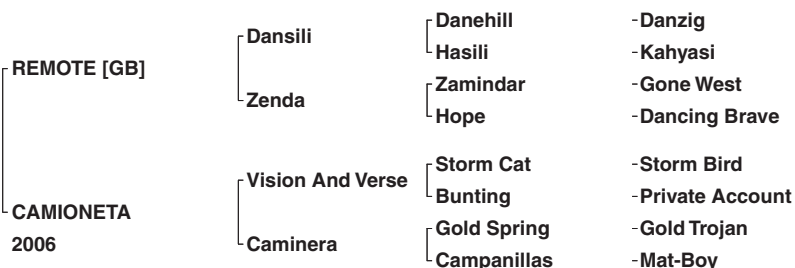 Danehill -Danzig
Dansili
Hasili -Kahyasi
REMOTE [GB]
Zamindar -Gone West
Zenda
Hope -Dancing Brave
Storm Cat -Storm Bird
Vision And Verse
Bunting -Private Account
CAMIONETA
Gold Spring -Gold Trojan
2006
Caminera
Campanillas -Mat-Boy